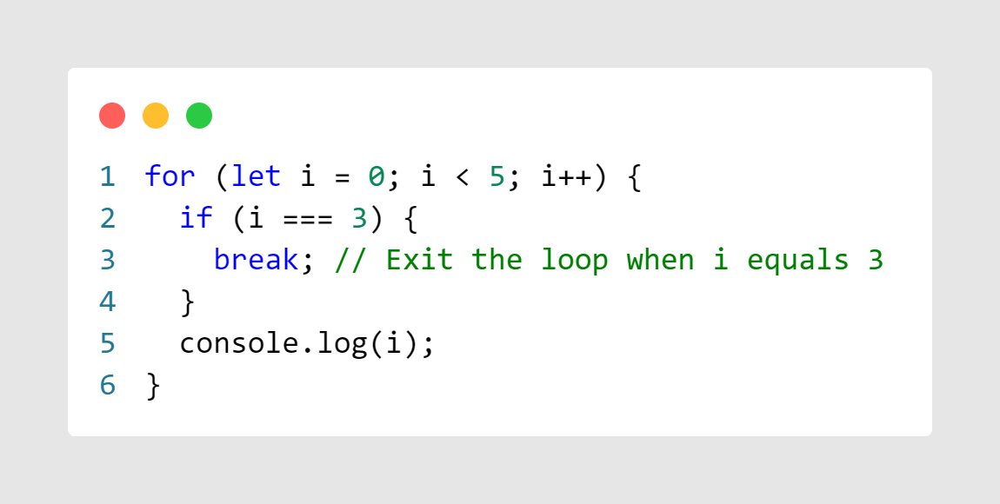 1 for (let i = 0; i < 5; i++) {
2   if (i === 3) {
3     break; // Exit the loop when i equals 3
4   }
5   console.log(i);
6 }